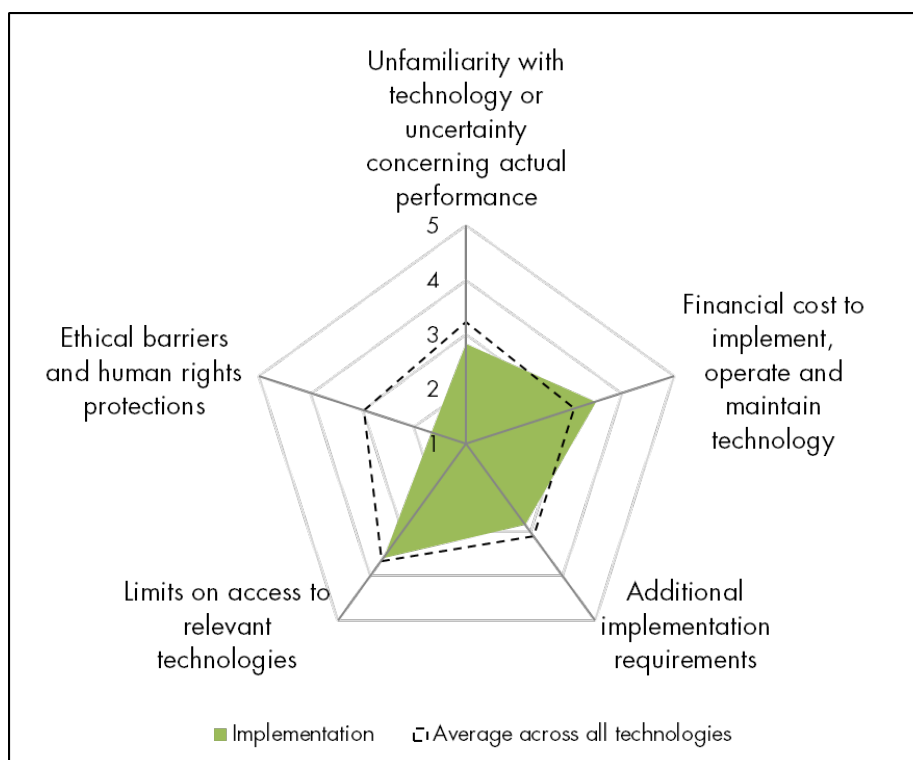 Unfamiliarity with
technology or
uncertainty
concerning actual
performance
5
4
3
2
1
Financial cost to
implement,
operate and
maintain
technology
Ethical barriers
and human rights
protections
Limits on access to
relevant
technologies
Additional
implementation
requirements
Implementation
Average across all technologies